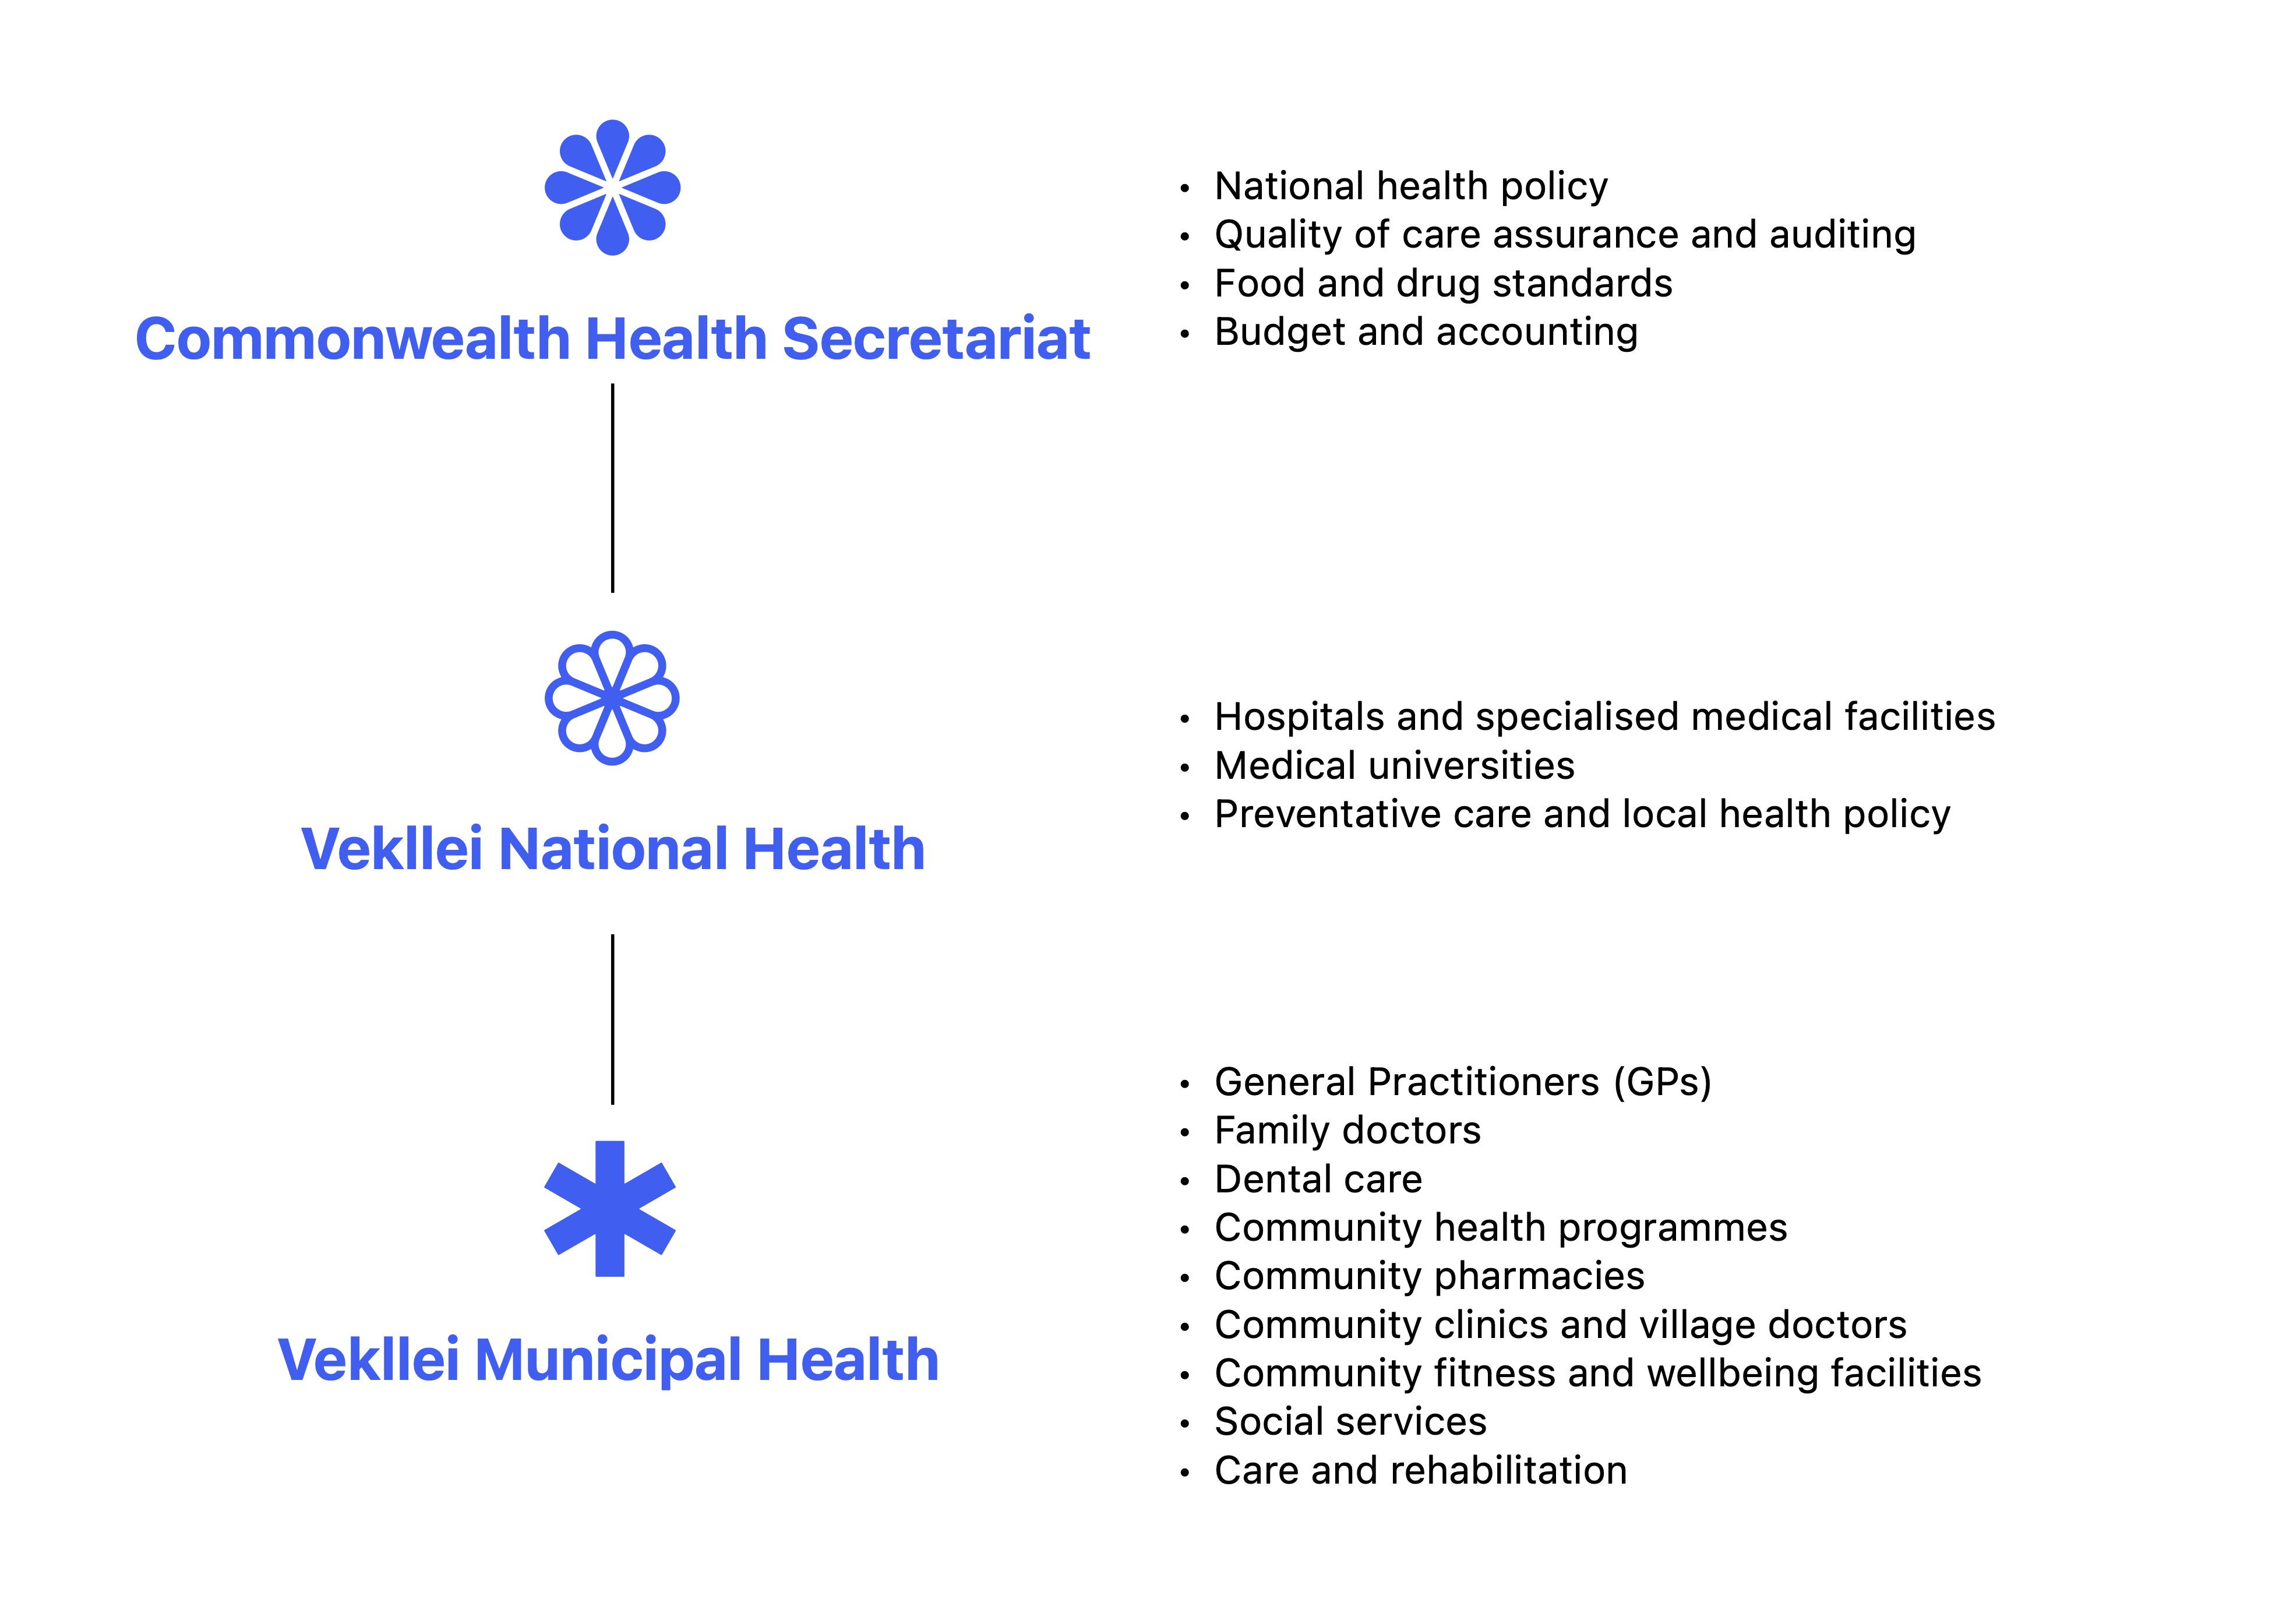 Commonwealth Health Secretariat
• National health policy
• Quality of care assurance and auditing
• Food and drug standards
• Budget and accounting
Vekllei National Health
• Hospitals and specialised medical facilities
• Medical universities
• Preventative care and local health policy
Vekllei Municipal Health
• General Practitioners (GPs)
• Family doctors
• Dental care
• Community health programmes
• Community pharmacies
• Community clinics and village doctors
• Community fitness and wellbeing facilities
• Social services
• Care and rehabilitation